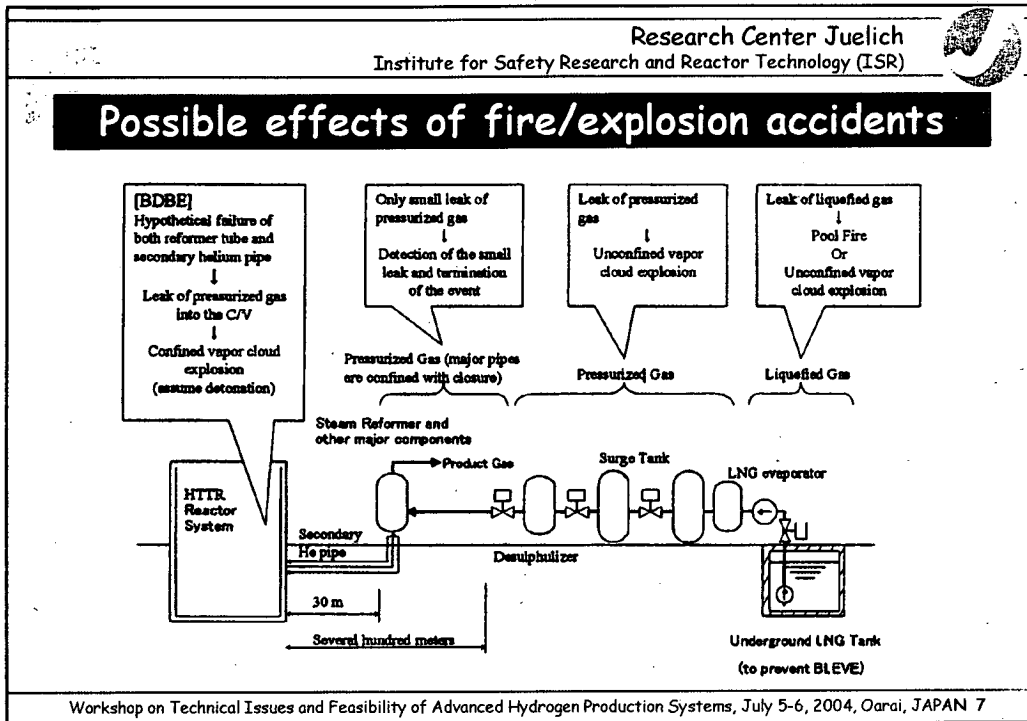 Research Center Juelich
Institute for Safety Research and Reactor Technology (ISR)
Possible effects of fire/explosion accidents
[BDBE]
Hypothetical failure of
both reformer tube and
secondary helium pipe
↓
Leak of pressurized gas
into the C/V
↓
Confined vapor cloud
explosion
(assume detonation)
Only small leak of
pressurized gas
↓
Detection of the small
leak and termination
of the event
Leak of pressurized
gas
↓
Unconfined vapor
cloud explosion
Leak of liquefied gas
↓
Pool Fire
Or
Unconfined vapor
cloud explosion
Pressurized Gas (major pipes
are confined with closure)
Pressurized Gas
Liquefied Gas
Steam Reformer and
other major components
Product Gas
Surge Tank
LNG evaporator
HTTR
Reactor
System
Secondary
He pipe
Desulphulizer
30 m
Several hundred meters
Underground LNG Tank
(to prevent BLEVE)
P
Workshop on Technical Issues and Feasibility of Advanced Hydrogen Production Systems, July 5-6, 2004, Oarai, JAPAN 7